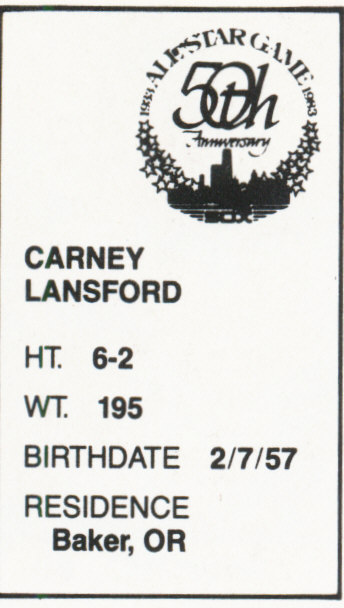 1933 ALL-STAR GAME 1983
50th
Anniversary
SOX
CARNEY
LANSFORD
HT. 6-2
WT. 195
BIRTHDATE 2/7/57
RESIDENCE
Baker, OR